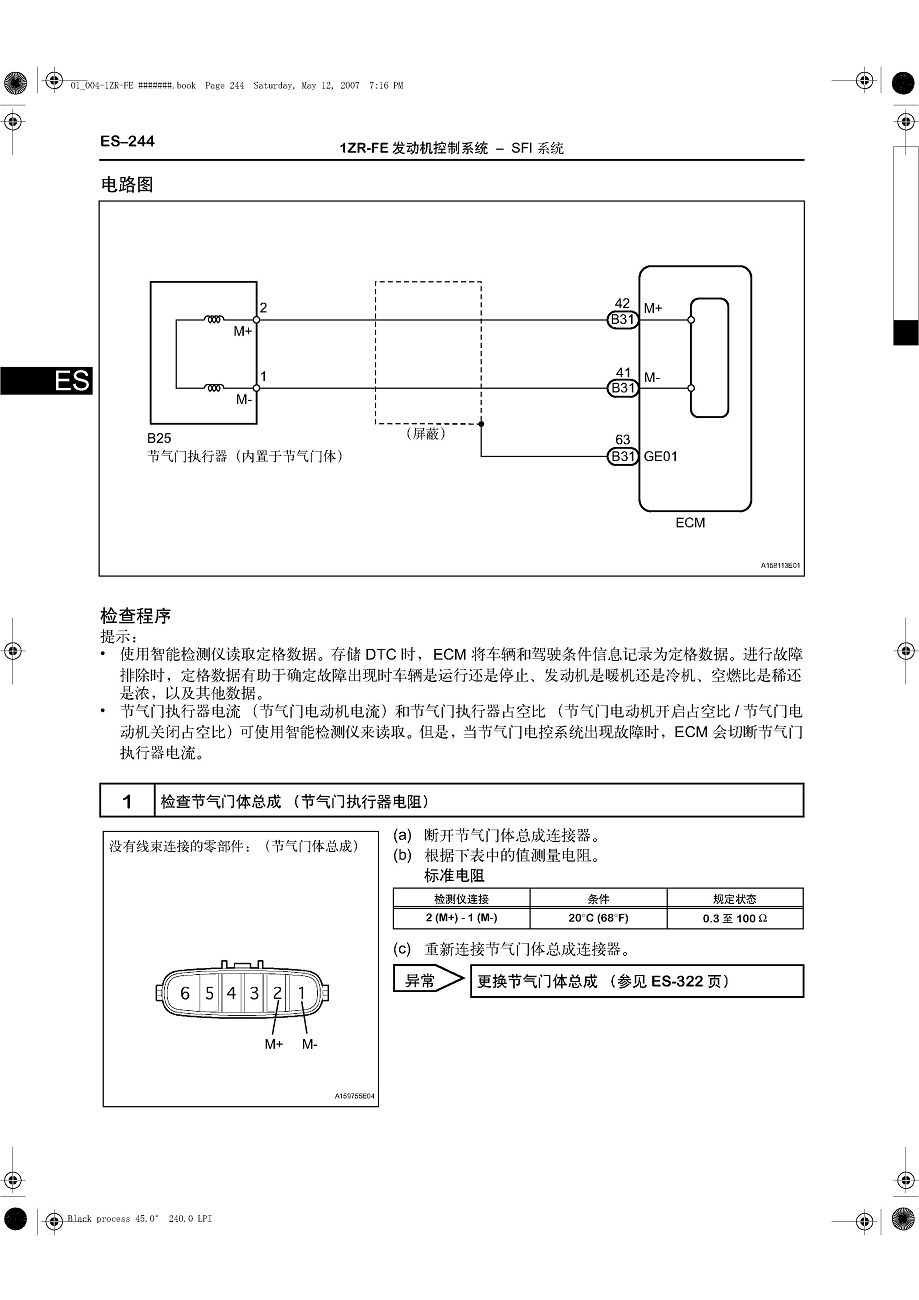 01_004-1ZR-FE #######.book  Page 244  Saturday, May 12, 2007  7:16 PM
ES–244
1ZR-FE 发动机控制系统 – SFI 系统
电路图
2
M+
1
M-
B25
节气门执行器（内置于节气门体）
（屏蔽）
42
B31
M+
41
B31
M-
63
B31
GE01
ECM
A158113E01
ES
检查程序
提示：
• 使用智能检测仪读取定格数据。存储 DTC 时， ECM 将车辆和驾驶条件信息记录为定格数据。进行故障
排除时，定格数据有助于确定故障出现时车辆是运行还是停止、发动机是暖机还是冷机、空燃比是稀还
是浓，以及其他数据。
• 节气门执行器电流 （节气门电动机电流）和节气门执行器占空比 （节气门电动机开启占空比 / 节气门电
动机关闭占空比）可使用智能检测仪来读取。但是，当节气门电控系统出现故障时，ECM 会切断节气门
执行器电流。
1 检查节气门体总成 （节气门执行器电阻）
没有线束连接的零部件：（节气门体总成）
6 5 4 3 2 1
M+ M-
A159755E04
(a) 断开节气门体总成连接器。
(b) 根据下表中的值测量电阻。
标准电阻
检测仪连接 条件 规定状态
2 (M+) - 1 (M-) 20°C (68°F) 0.3 至 100 Ω
(c) 重新连接节气门体总成连接器。
异常 更换节气门体总成 （参见 ES-322 页）
Black process 45.0° 240.0 LPI